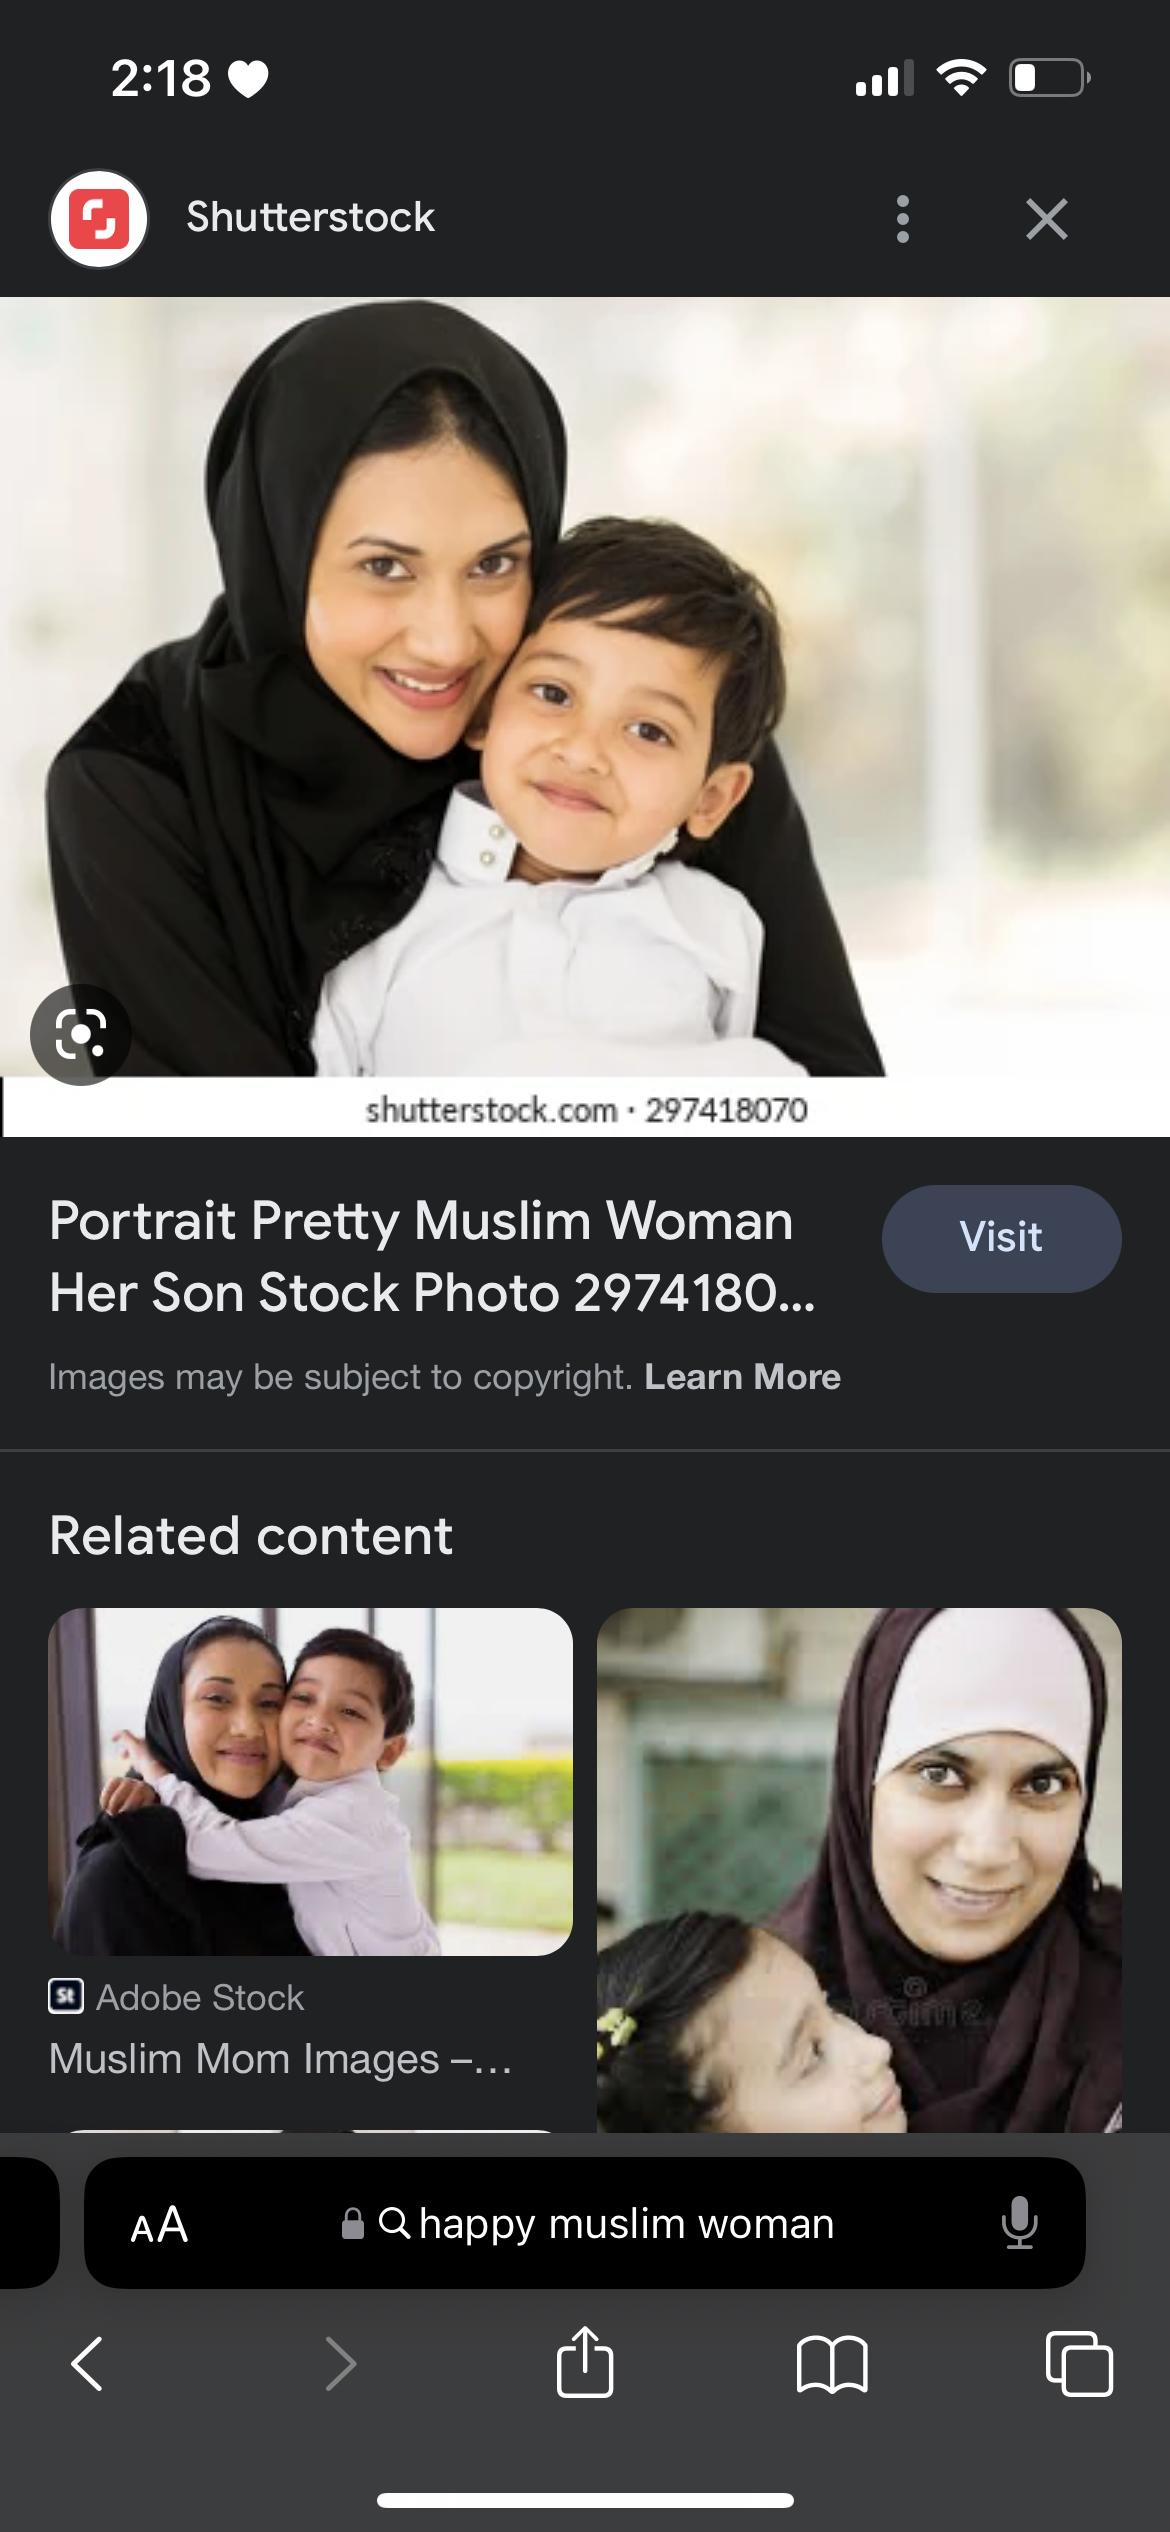 2:18
Shutterstock
shutterstock.com · 297418070
Portrait Pretty Muslim Woman
Her Son Stock Photo 2974180...
Visit
Images may be subject to copyright. Learn More
Related content
St Adobe Stock
Muslim Mom Images –...
AA happy muslim woman